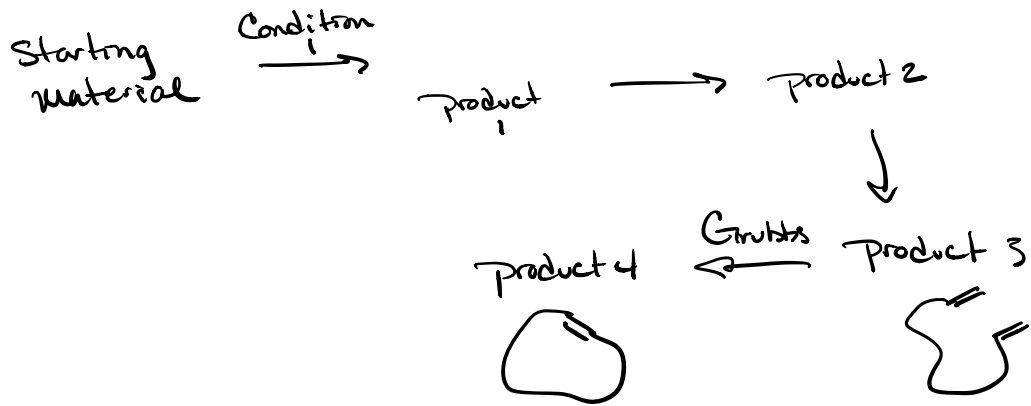 Starting
material
Condition
1
product
1
product 2
product 3
Grubbs
product 4